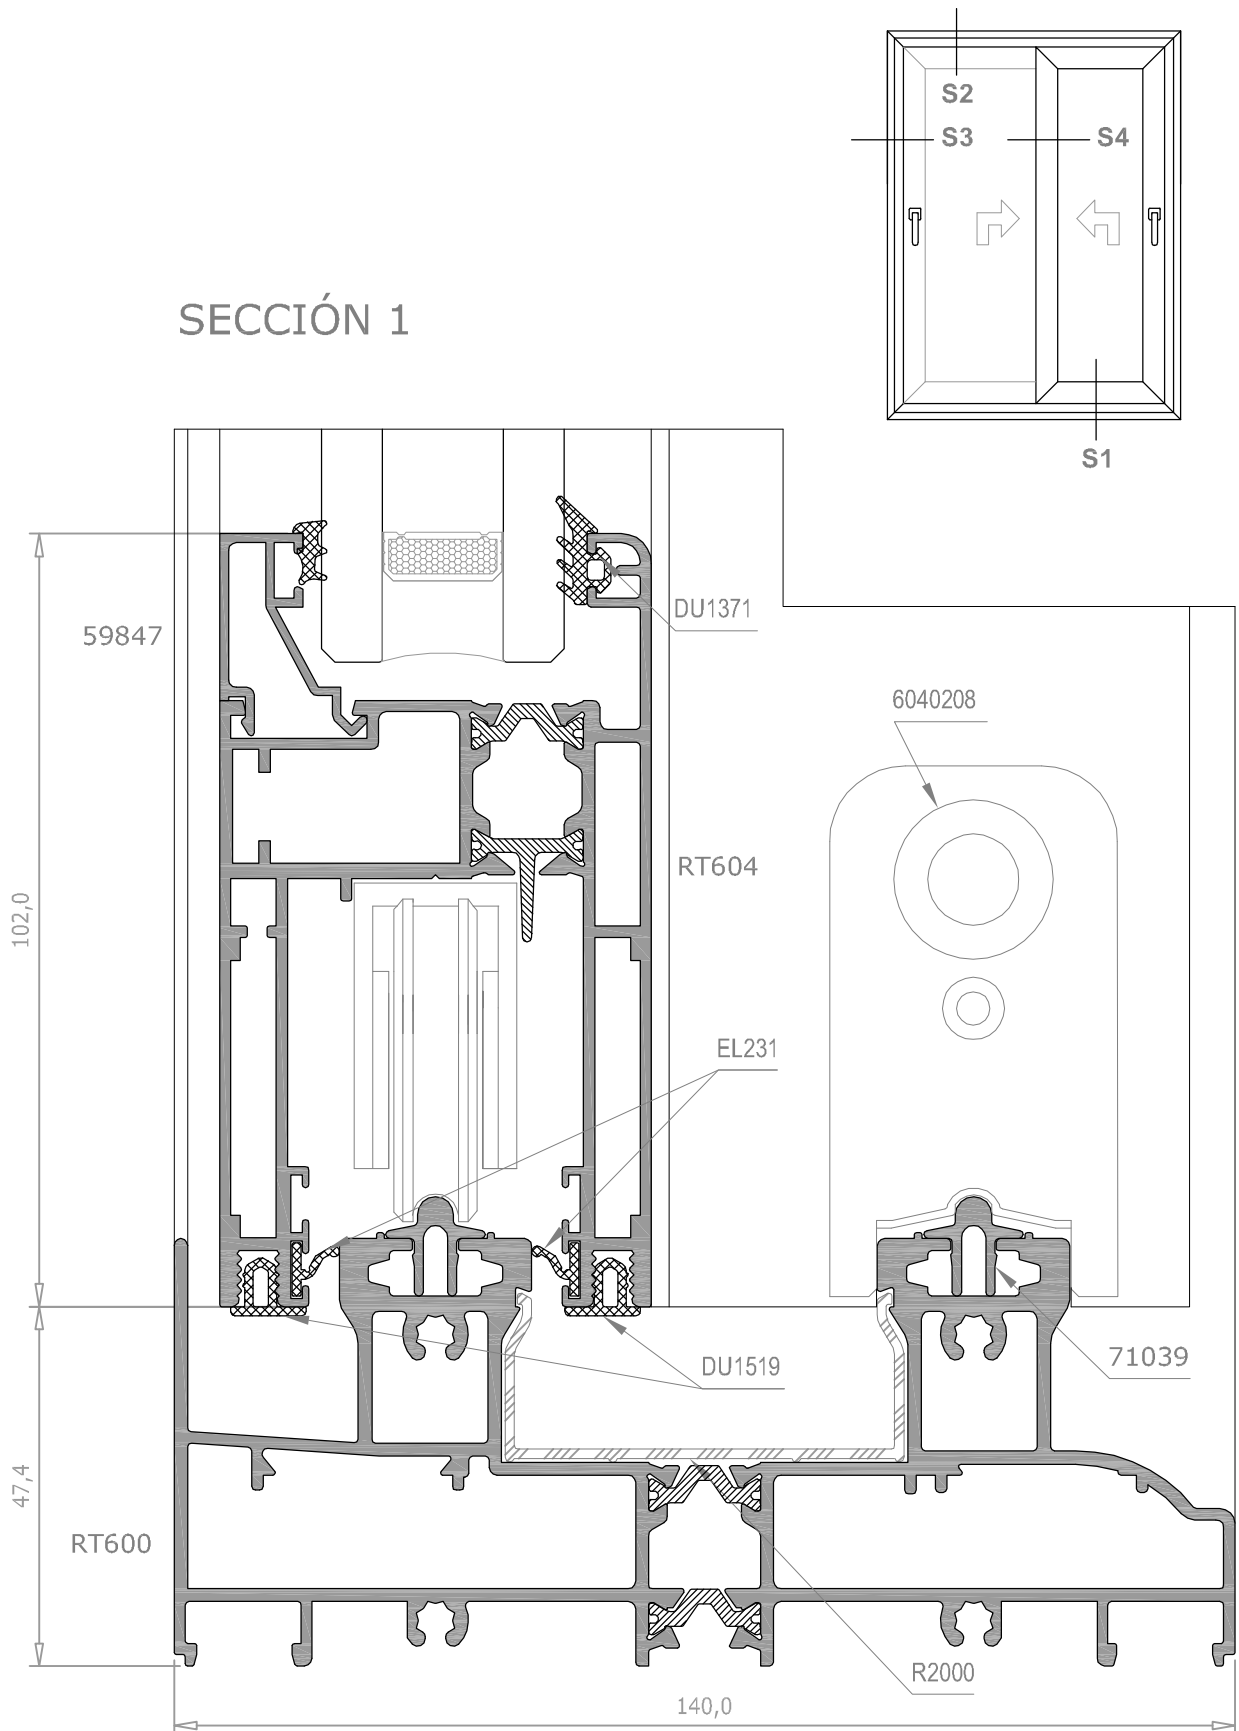 S2
S3
S4
SECCIÓN 1
S1
DU1371
59847
6040208
RT604
102,0
EL231
DU1519
71039
47,4
RT600
R2000
140,0